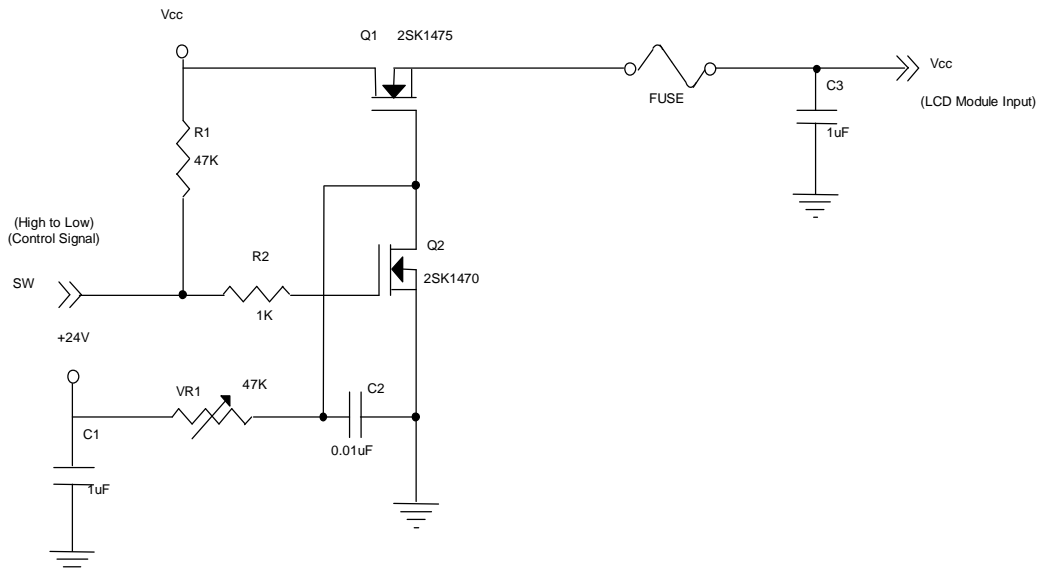 Vcc
Q1 2SK1475
Vcc
FUSE
C3
(LCD Module Input)
1uF
R1
47K
(High to Low)
(Control Signal)
Q2
R2
2SK1470
SW
1K
+24V
VR1
47K
C2
C1
0.01uF
1uF